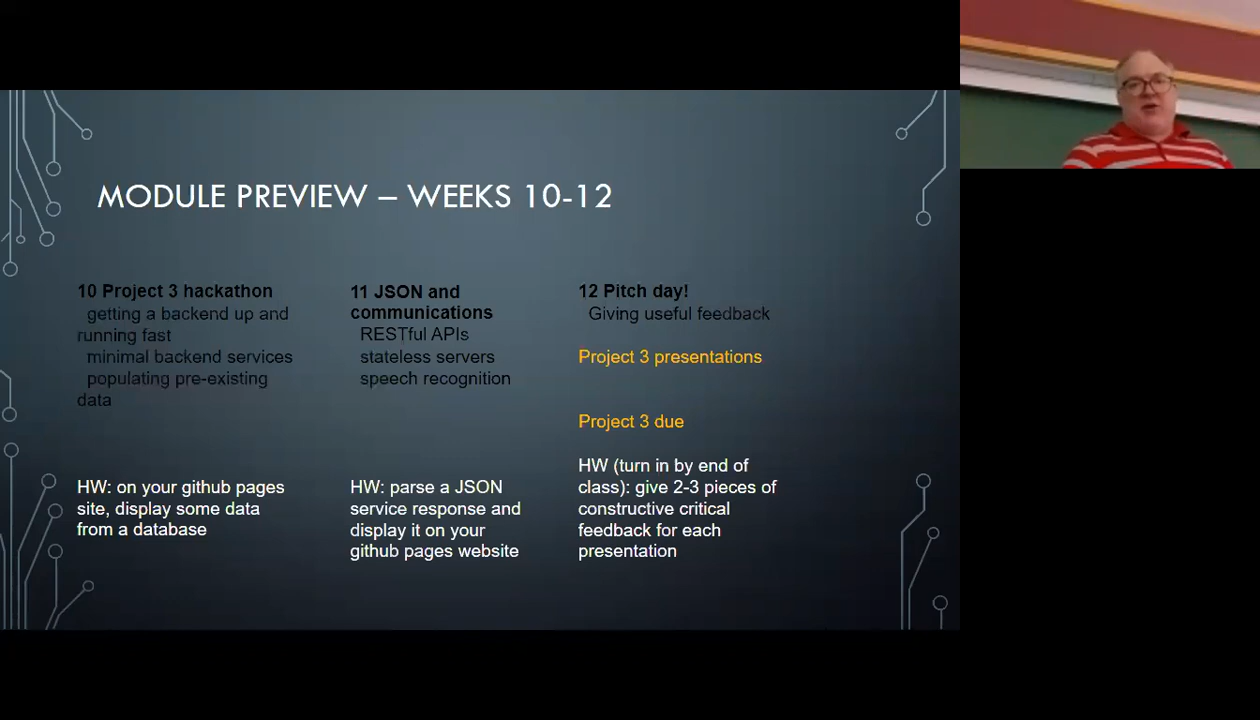 MODULE PREVIEW – WEEKS 10-12
10 Project 3 hackathon
getting a backend up and
running fast
minimal backend services
populating pre-existing
data
HW: on your github pages
site, display some data
from a database
11 JSON and
communications
RESTful APIs
stateless servers
speech recognition
HW: parse a JSON
service response and
display it on your
github pages website
12 Pitch day!
Giving useful feedback
Project 3 presentations
Project 3 due
HW (turn in by end of
class): give 2-3 pieces of
constructive critical
feedback for each
presentation